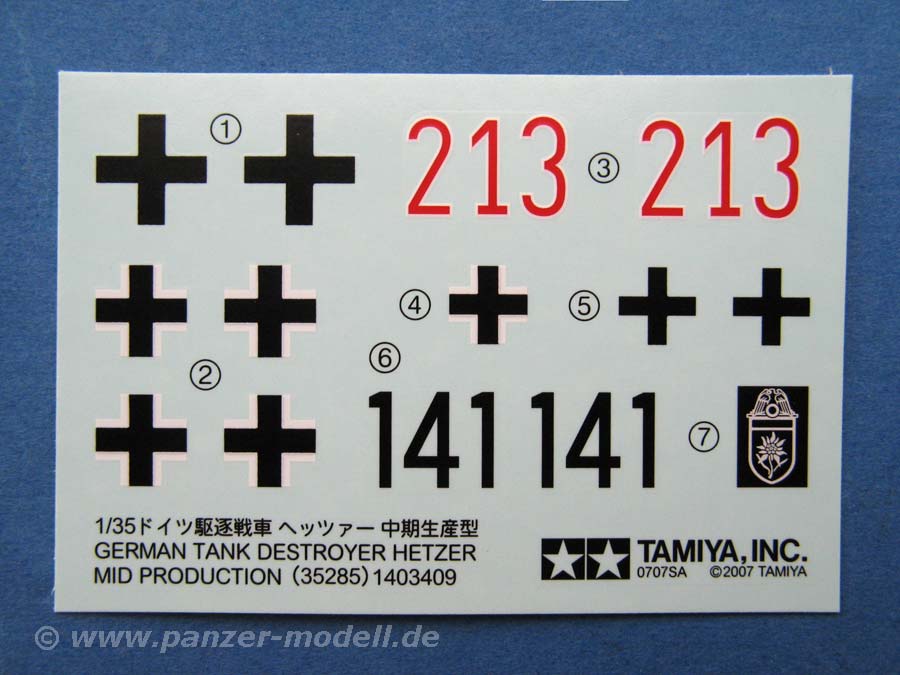 ① 213 ③ 213
④ ⑤
②
⑥
141 141 ⑦
1/35ドイツ駆逐戦車 ヘッツァー 中期生産型
GERMAN TANK DESTROYER HETZER
MID PRODUCTION (35285) 1403409
TAMIYA, INC.
0707SA ©2007 TAMIYA
© www.panzer-modell.de